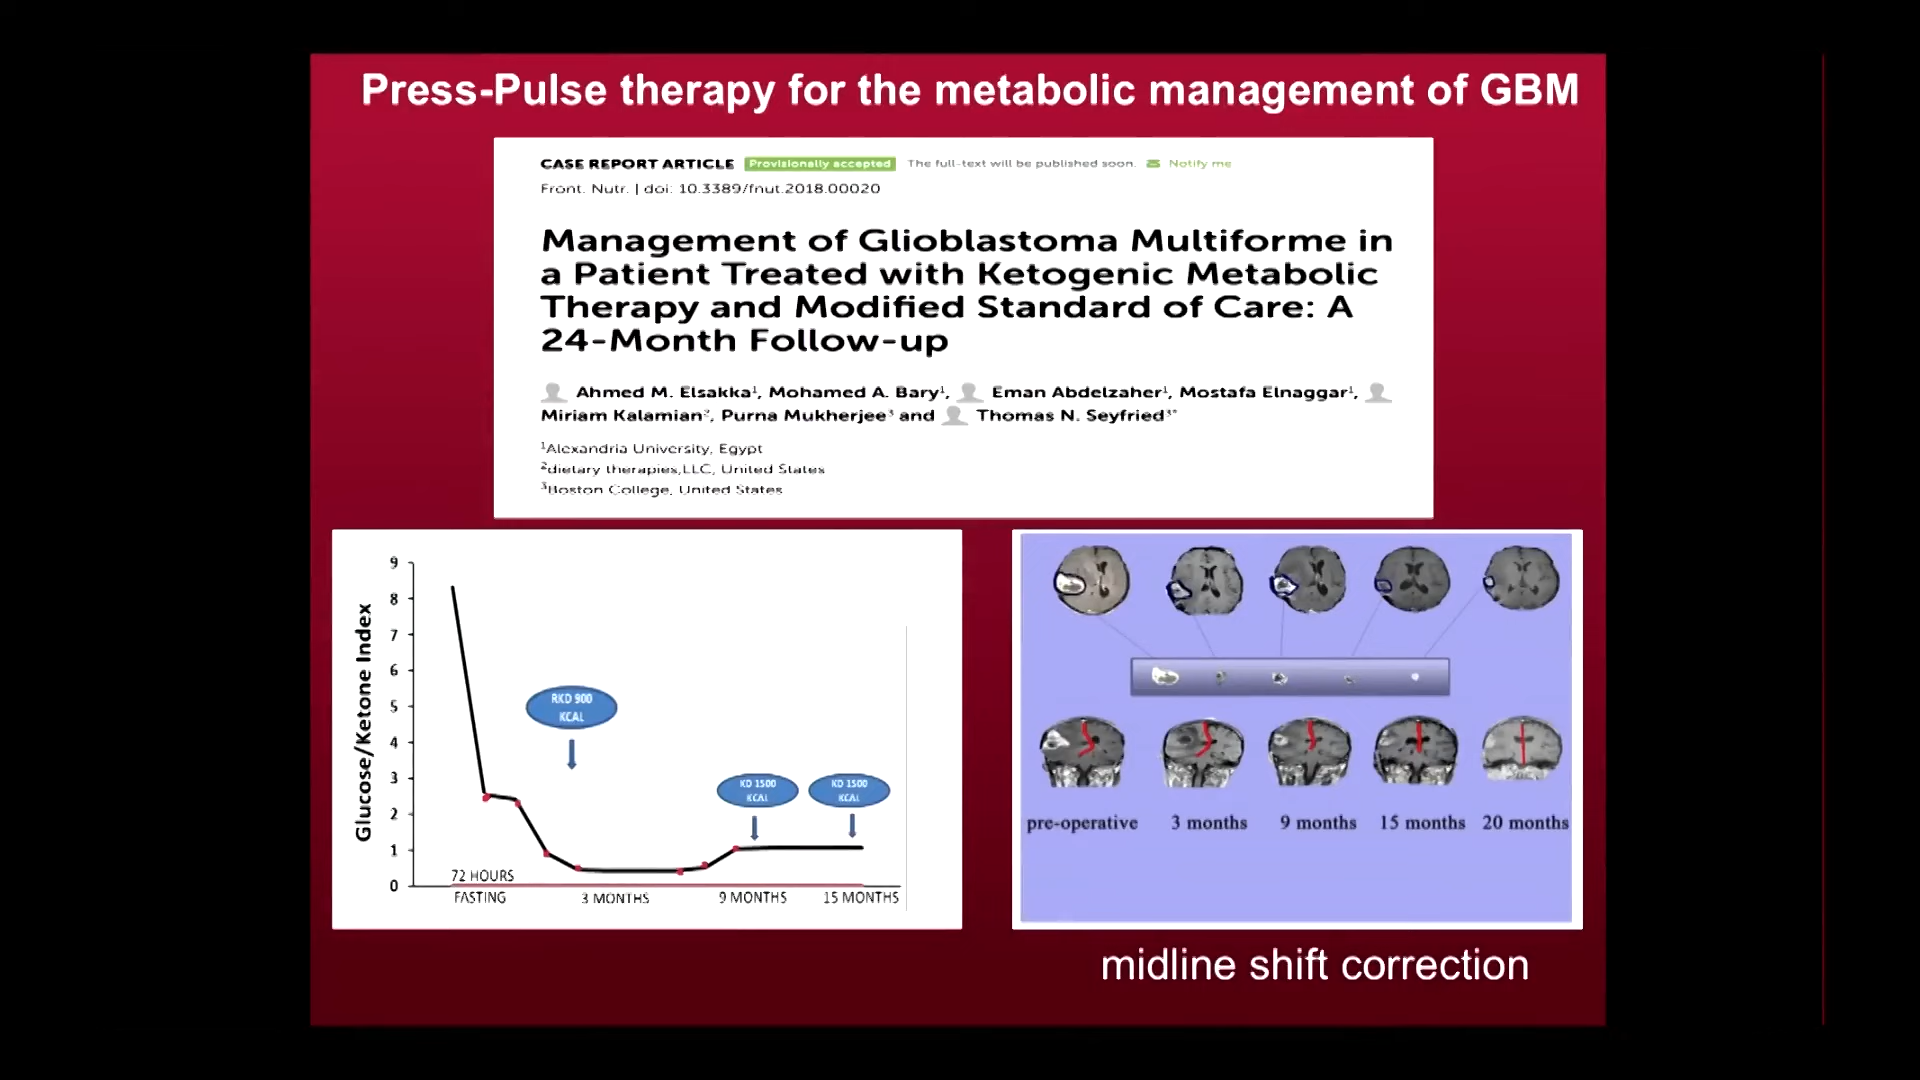 Press-Pulse therapy for the metabolic management of GBM
CASE REPORT ARTICLE Provisionally accepted The full-text will be published soon. Notify me
Front. Nutr. | doi: 10.3389/fnut.2018.00020
Management of Glioblastoma Multiforme in
a Patient Treated with Ketogenic Metabolic
Therapy and Modified Standard of Care: A
24-Month Follow-up
Ahmed M. Elsakka¹, Mohamed A. Bary¹, Eman Abdelzaher¹, Mostafa Elnaggar¹,
Miriam Kalamian², Purna Mukherjee³ and Thomas N. Seyfried³*
¹Alexandria University, Egypt
²dietary therapies,LLC, United States
³Boston College, United States
Glucose/Ketone Index
9
8
7
6
5
4
3
2
1
0
RKD 900
KCAL
KD 1500
KCAL
KD 1500
KCAL
72 HOURS
FASTING
3 MONTHS
9 MONTHS
15 MONTHS
pre-operative
3 months
9 months
15 months
20 months
midline shift correction